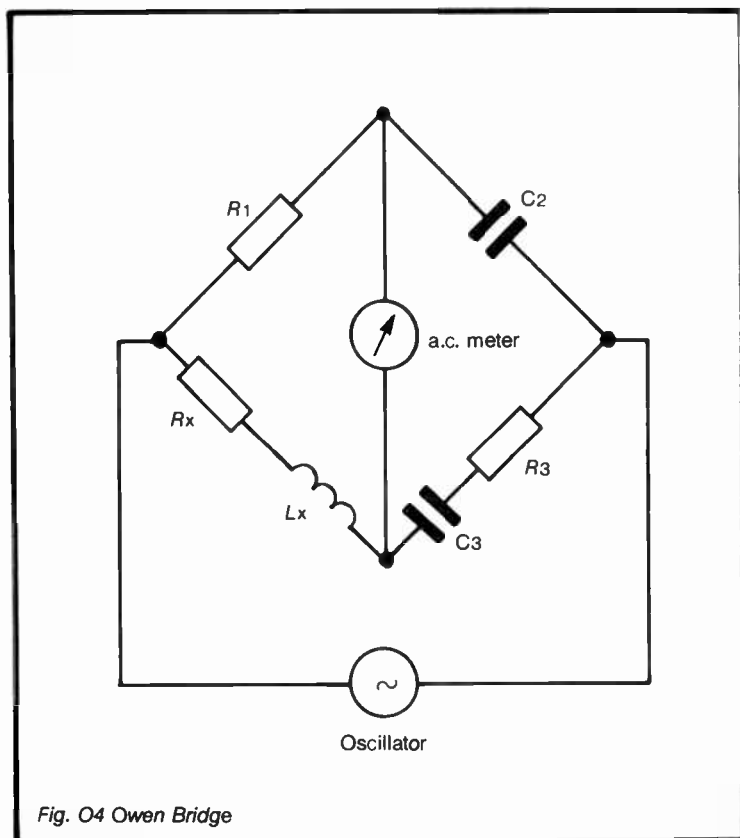 R1
C2
a.c. meter
Rx
R3
Lx
C3
~
Oscillator
Fig. O4 Owen Bridge